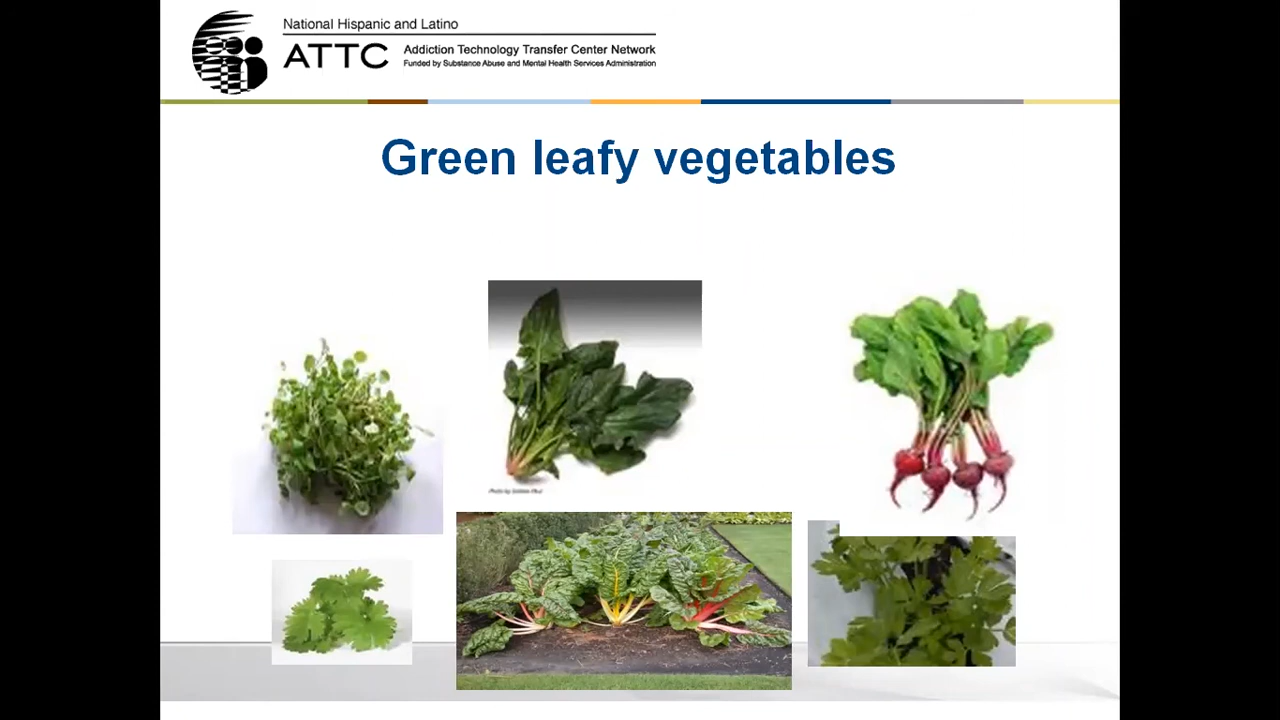 National Hispanic and Latino
ATTC
Addiction Technology Transfer Center Network
Funded by Substance Abuse and Mental Health Services Administration
Green leafy vegetables